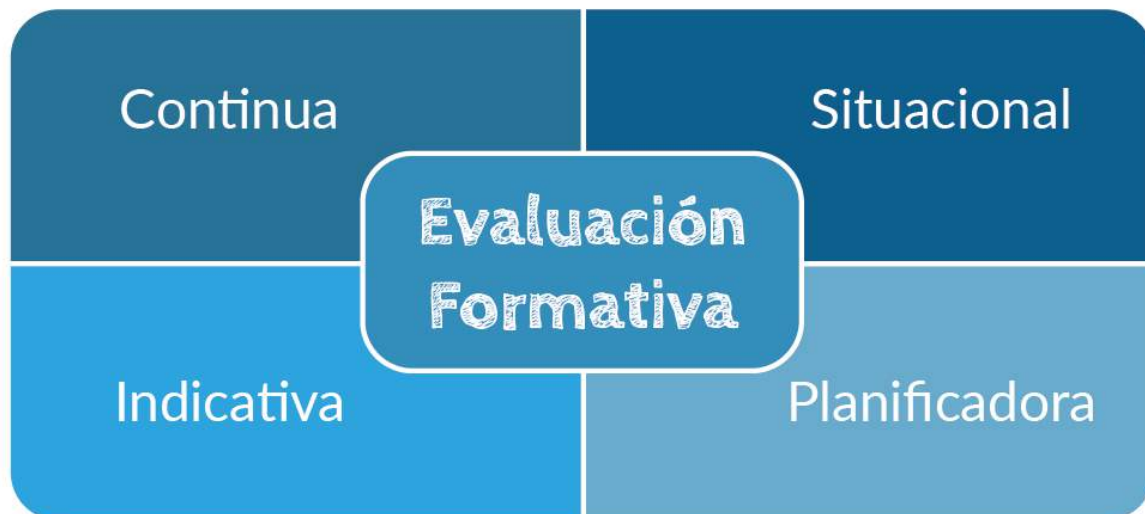 Continua
Situacional
Evaluación
Formativa
Indicativa
Planificadora